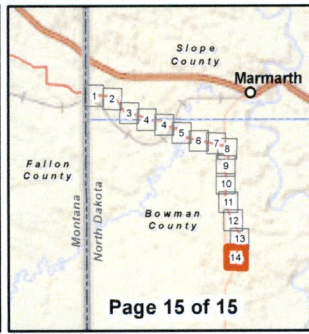 Slope
County
Marmarth
1
2
3
4
4
5
6
7
8
Fallon
County
9
10
11
12
13
14
Montana
North Dakota
Bowman
County
Page 15 of 15